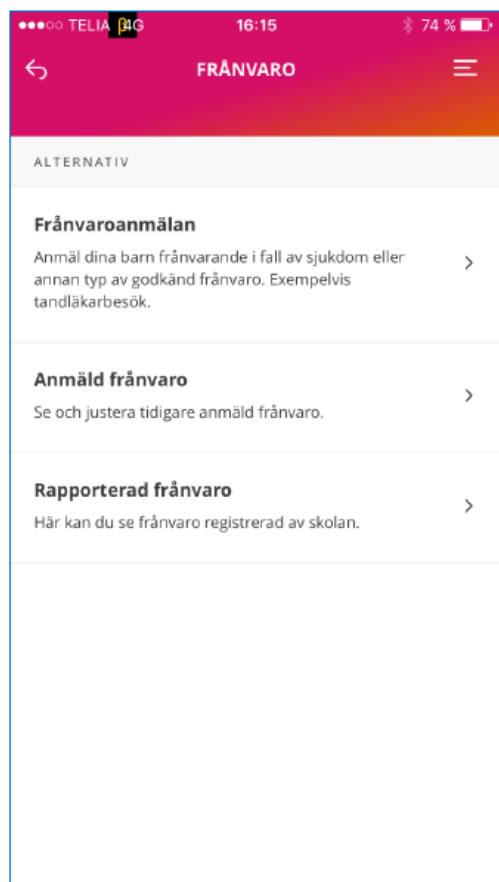 TELIA β4G 16:15 74 %
FRÅNVARO
ALTERNATIV
Frånvaroanmälan
Anmäl dina barn frånvarande i fall av sjukdom eller
annan typ av godkänd frånvaro. Exempelvis
tandläkarbesök.
Anmäld frånvaro
Se och justera tidigare anmäld frånvaro.
Rapporterad frånvaro
Här kan du se frånvaro registrerad av skolan.